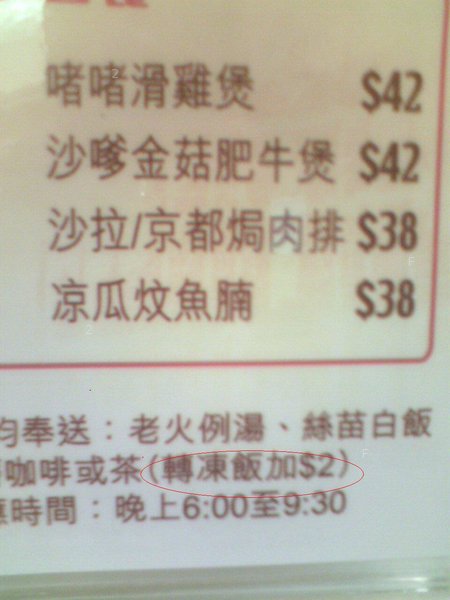 啫啫滑雞煲 $42
沙嗲金菇肥牛煲 $42
沙拉/京都焗肉排 $38
凉瓜炆魚腩 $38
均奉送：老火例湯、絲苗白飯
咖啡或茶(轉凍飯加$2)
時間：晚上6:00至9:30